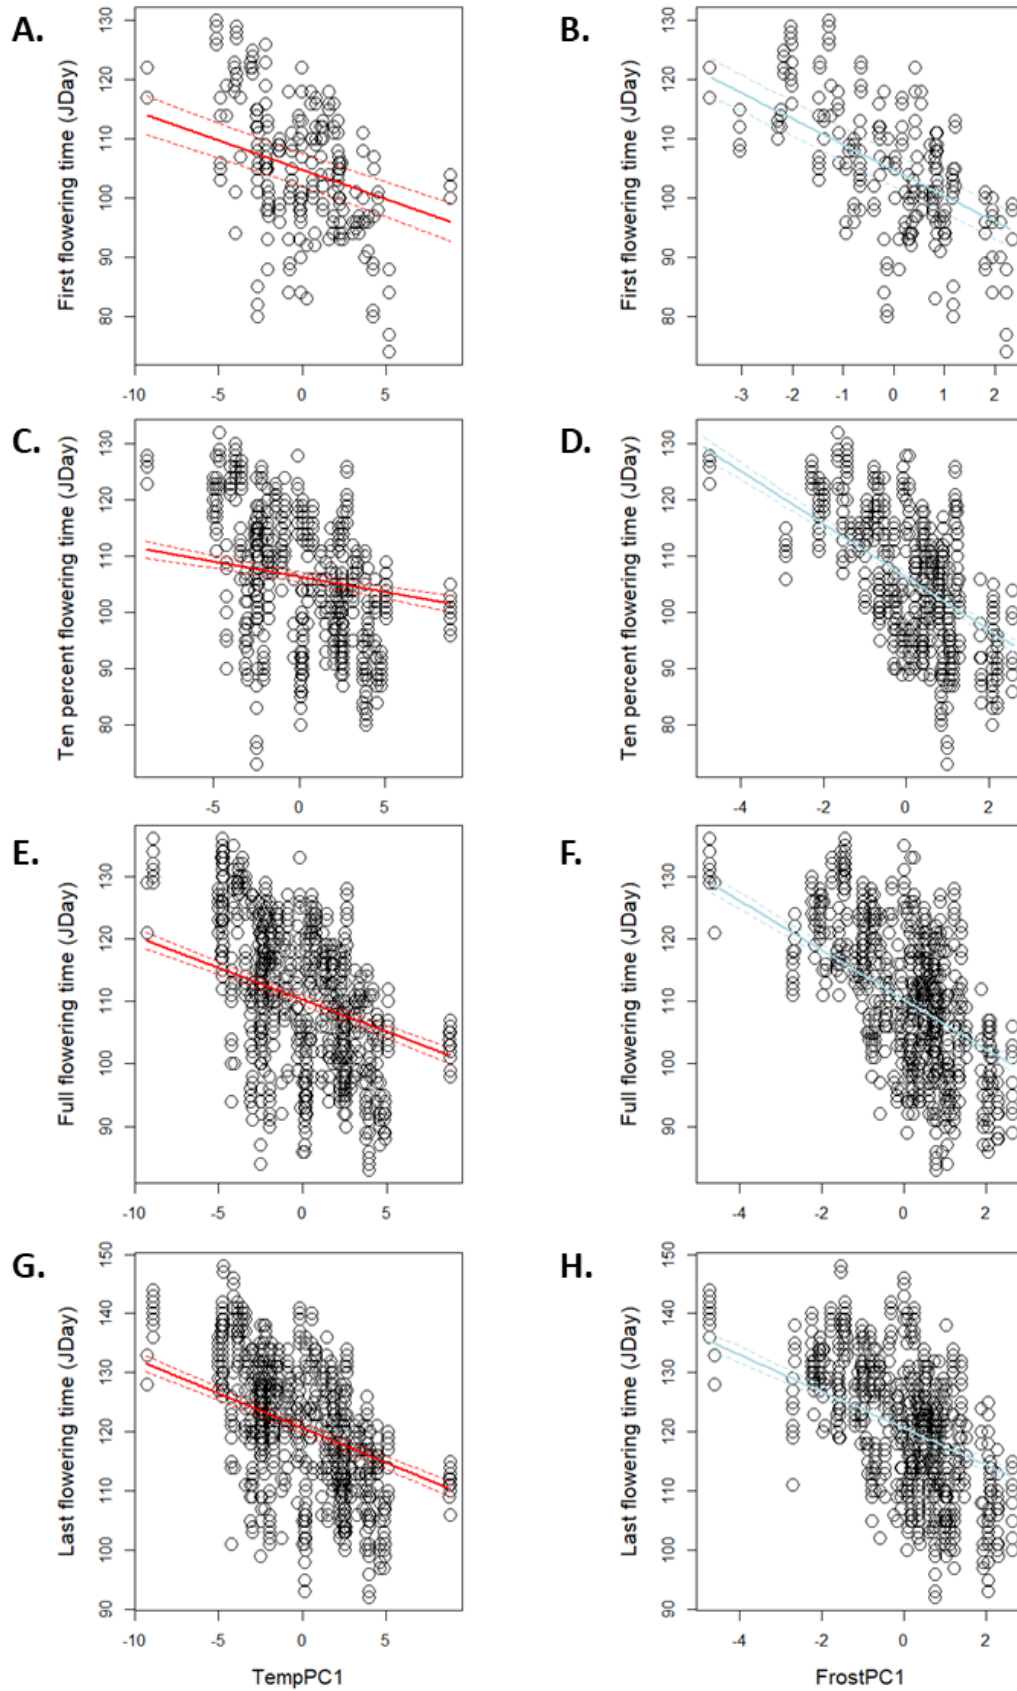 A.
First flowering time (JDay)
130
120
110
100
90
80
-10 -5 0 5
B.
First flowering time (JDay)
130
120
110
100
90
80
-3 -2 -1 0 1 2
C.
Ten percent flowering time (JDay)
130
120
110
100
90
80
-5 0 5
D.
Ten percent flowering time (JDay)
130
120
110
100
90
80
-4 -2 0 2
E.
Full flowering time (JDay)
130
120
110
100
90
-10 -5 0 5
F.
Full flowering time (JDay)
130
120
110
100
90
-4 -2 0 2
G.
Last flowering time (JDay)
150
140
130
120
110
100
90
-10 -5 0 5
TempPC1
H.
Last flowering time (JDay)
150
140
130
120
110
100
90
-4 -2 0 2
FrostPC1